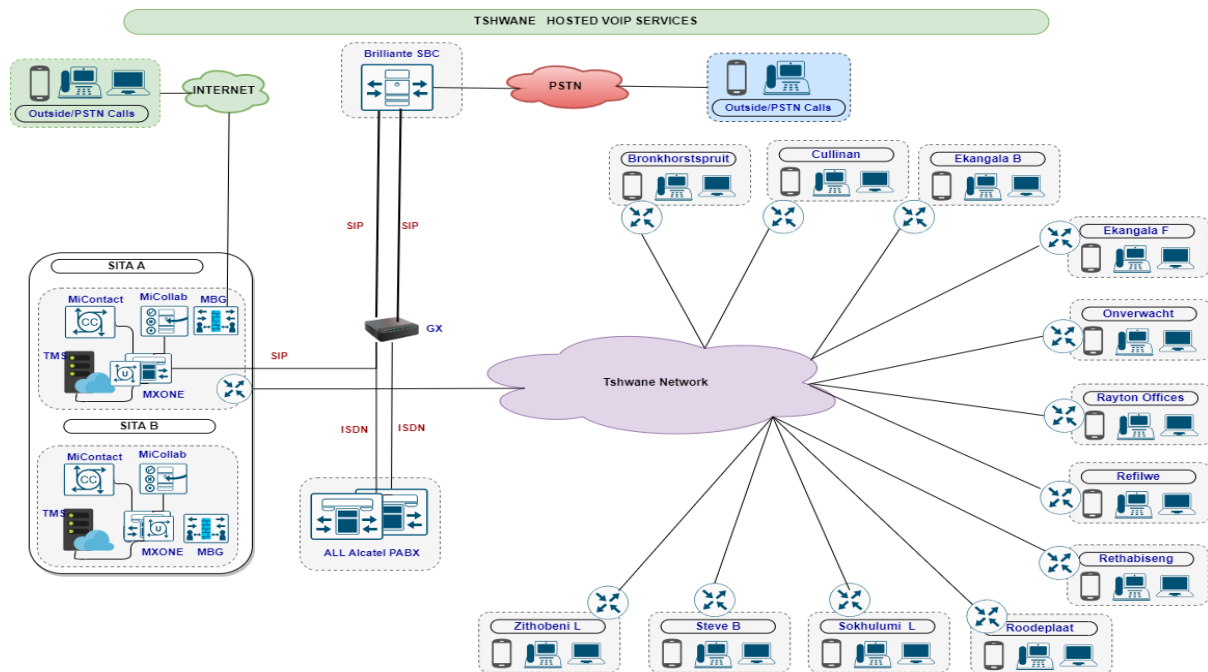 TSHWANE HOSTED VOIP SERVICES
Brilliante SBC
INTERNET
PSTN
Outside/PSTN Calls
Outside/PSTN Calls
Bronkhorstspruit
Cullinan
Ekangala B
SIP
SIP
Ekangala F
SITA A
MiContact
MiCollab
MBG
CC
GX
Onverwacht
TMS
SIP
U
MXONE
Tshwane Network
Rayton Offices
SITA B
ISDN
ISDN
MiContact
MiCollab
CC
Refilwe
TMS
U
MXONE
MBG
ALL Alcatel PABX
Rethabiseng
Zithobeni L
Steve B
Sokhulumi L
Roodeplaat